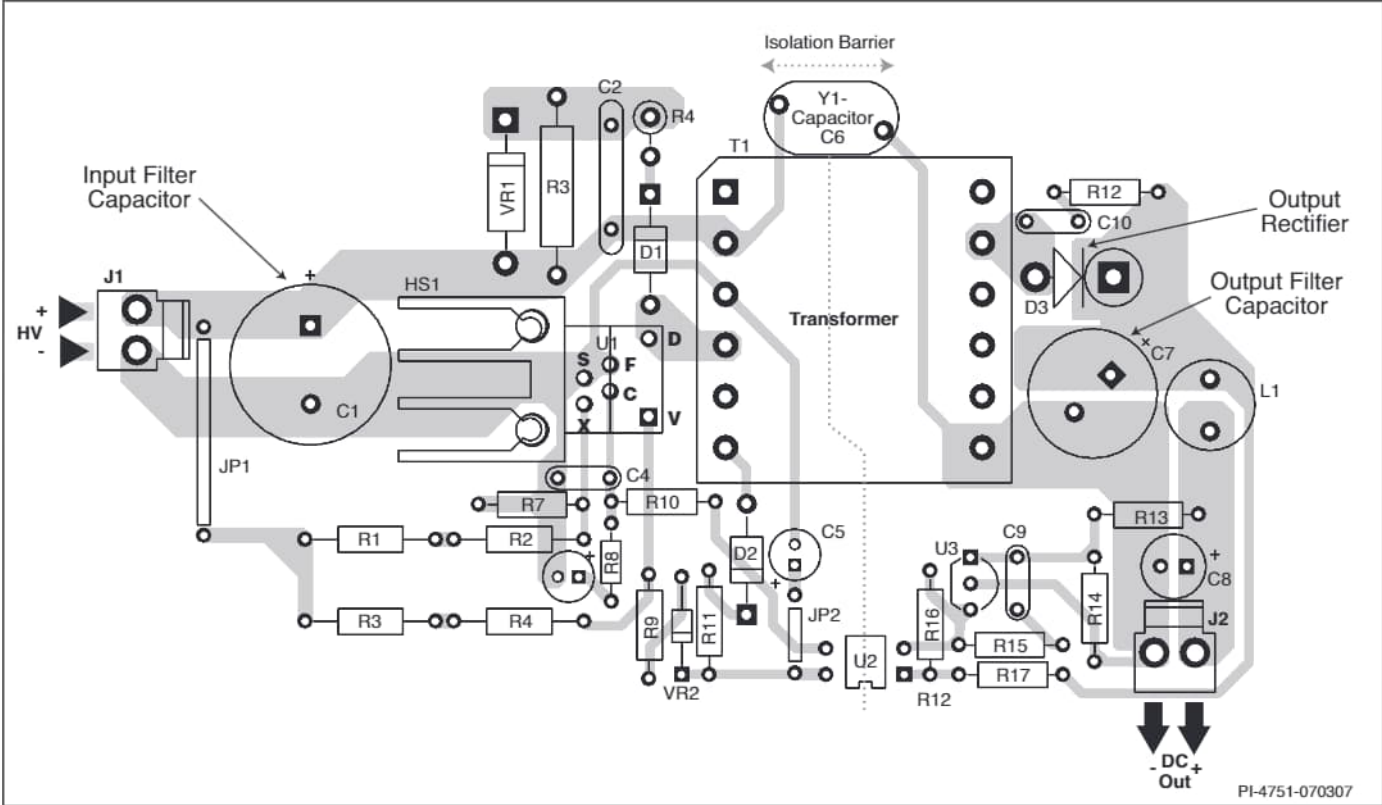 Isolation Barrier
C2
Y1-
Capacitor
C6
R4
T1
Input Filter
Capacitor
VR1
R3
R12
Output
Rectifier
C10
D1
J1
+
HS1
D3
Output Filter
Capacitor
+
HV
-
Transformer
U1
D
S
F
C7
C
C1
X
V
L1
JP1
C4
R7
R10
R13
C5
C9
R1
R2
+
R8
D2
U3
+
C8
+
R14
R3
R4
R9
R11
JP2
R16
J2
R15
U2
R17
VR2
R12
- DC +
Out
PI-4751-070307